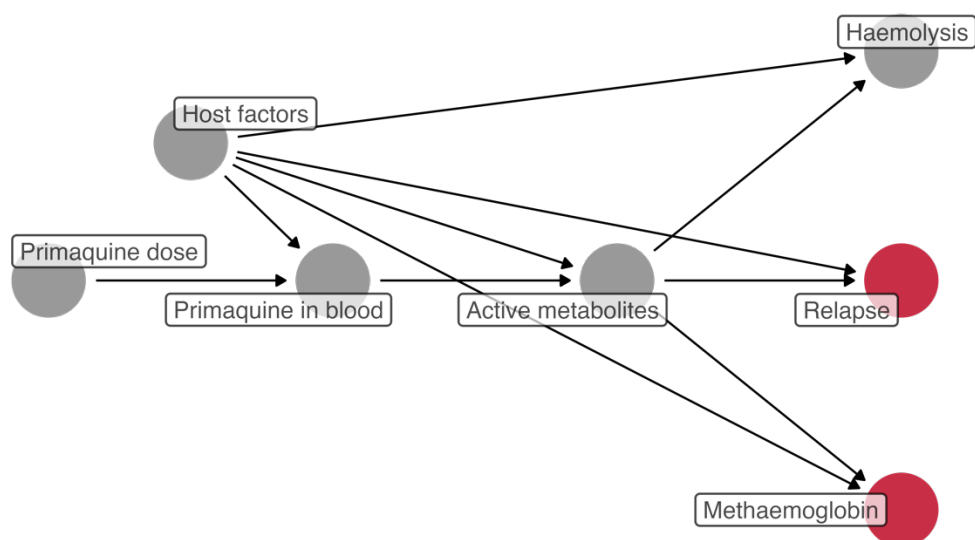 Haemolysis
Host factors
Primaquine dose
Primaquine in blood
Active metabolites
Relapse
Methaemoglobin